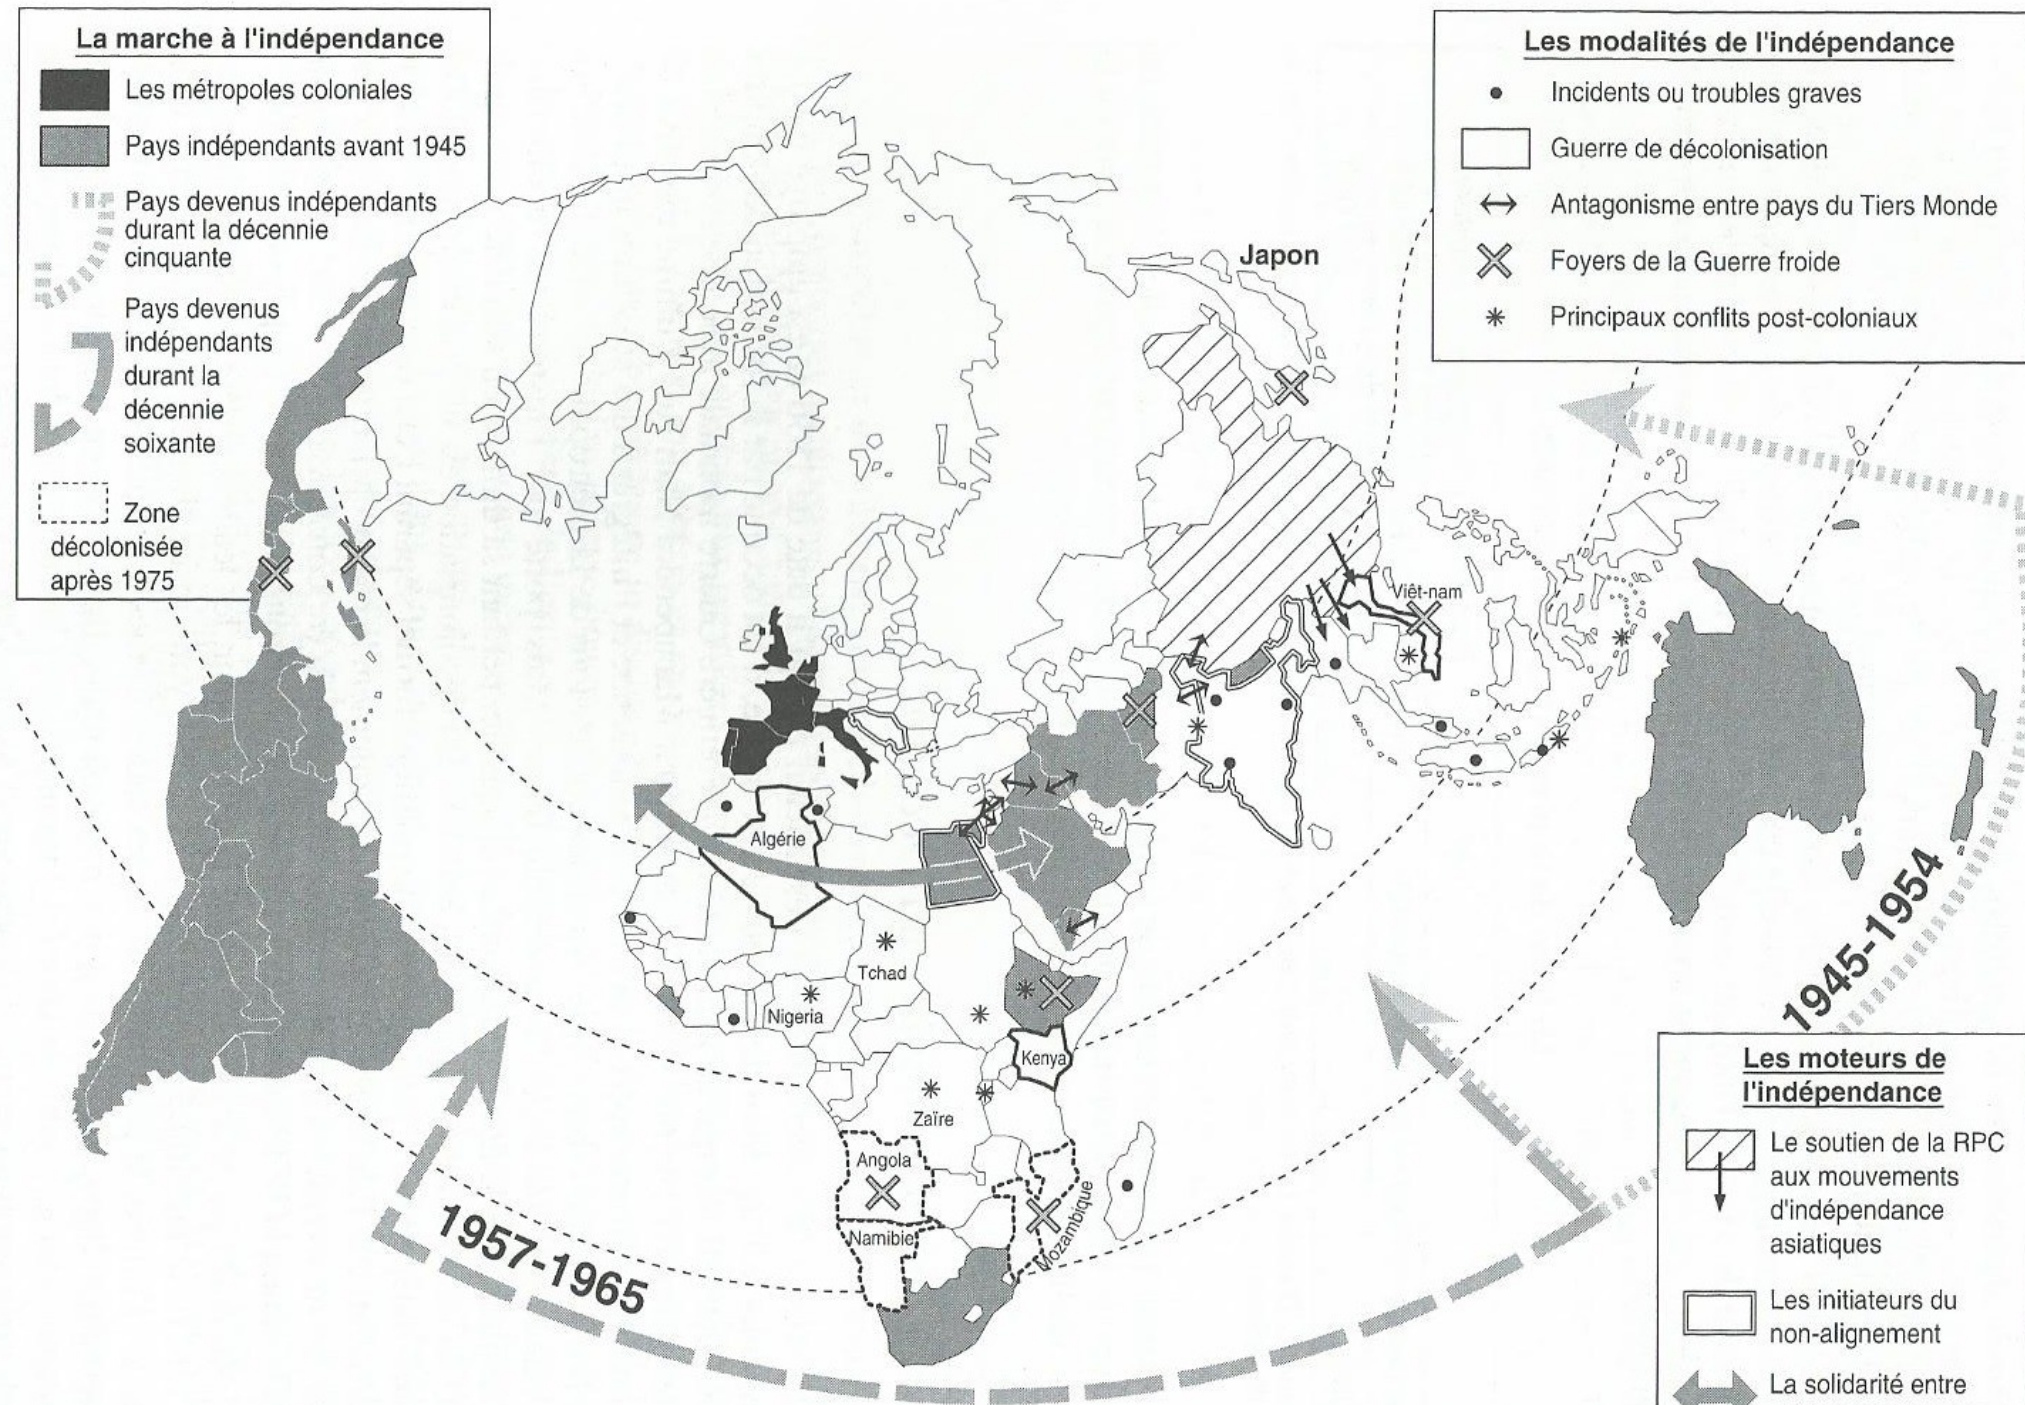 La marche à l'indépendance
Les métropoles coloniales
Pays indépendants avant 1945
Pays devenus indépendants
durant la décennie
cinquante
Pays devenus
indépendants
durant la
décennie
soixante
Zone
décolonisée
après 1975
Les modalités de l'indépendance
Incidents ou troubles graves
Guerre de décolonisation
Antagonisme entre pays du Tiers Monde
Foyers de la Guerre froide
Principaux conflits post-coloniaux
Japon
Viêt-nam
Algérie
Tchad
Nigeria
Kenya
Zaïre
Angola
Namibie
Mozambique
1945-1954
1957-1965
Les moteurs de
l'indépendance
Le soutien de la RPC
aux mouvements
d'indépendance
asiatiques
Les initiateurs du
non-alignement
La solidarité entre